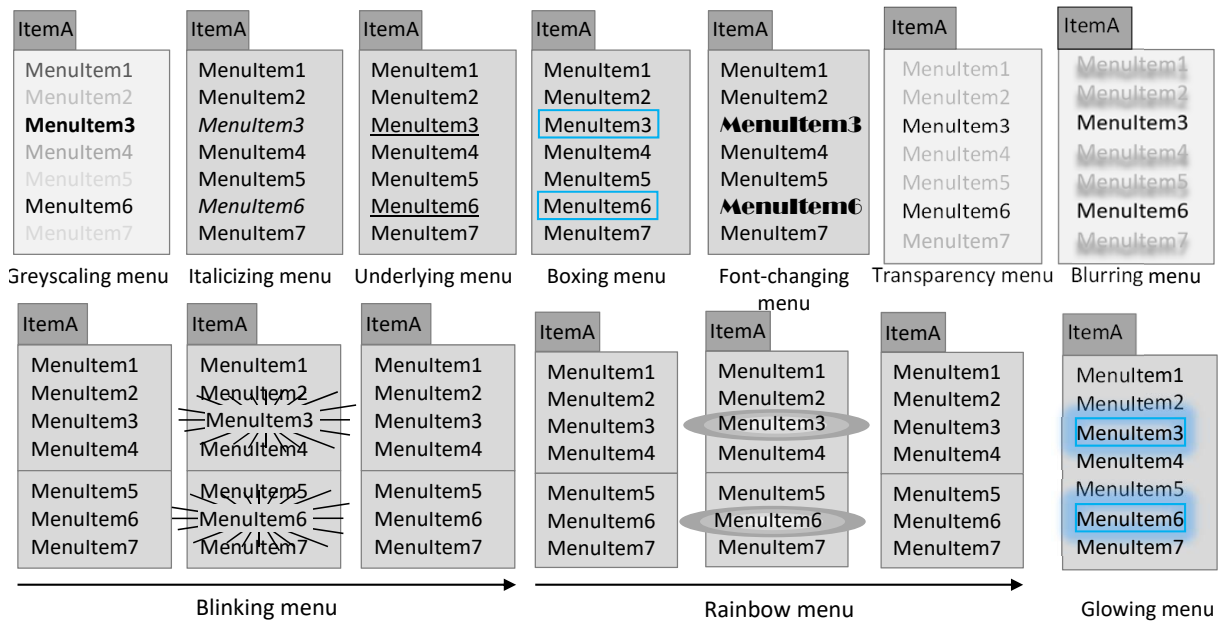 ItemA
MenuItem1
MenuItem2
MenuItem3
MenuItem4
MenuItem5
MenuItem6
MenuItem7
Greyscaling menu
ItemA
MenuItem1
MenuItem2
MenuItem3
MenuItem4
MenuItem5
MenuItem6
MenuItem7
Italicizing menu
ItemA
MenuItem1
MenuItem2
MenuItem3
MenuItem4
MenuItem5
MenuItem6
MenuItem7
Underlying menu
ItemA
MenuItem1
MenuItem2
MenuItem3
MenuItem4
MenuItem5
MenuItem6
MenuItem7
Boxing menu
ItemA
MenuItem1
MenuItem2
MenuItem3
MenuItem4
MenuItem5
MenuItem6
MenuItem7
Font-changing
menu
ItemA
MenuItem1
MenuItem2
MenuItem3
MenuItem4
MenuItem5
MenuItem6
MenuItem7
Transparency menu
ItemA
MenuItem1
MenuItem2
MenuItem3
MenuItem4
MenuItem5
MenuItem6
MenuItem7
Blurring menu
ItemA
MenuItem1
MenuItem2
MenuItem3
MenuItem4
MenuItem5
MenuItem6
MenuItem7
ItemA
MenuItem1
MenuItem2
MenuItem3
MenuItem4
MenuItem5
MenuItem6
MenuItem7
ItemA
MenuItem1
MenuItem2
MenuItem3
MenuItem4
MenuItem5
MenuItem6
MenuItem7
Blinking menu
ItemA
MenuItem1
MenuItem2
MenuItem3
MenuItem4
MenuItem5
MenuItem6
MenuItem7
ItemA
MenuItem1
MenuItem2
MenuItem3
MenuItem4
MenuItem5
MenuItem6
MenuItem7
ItemA
MenuItem1
MenuItem2
MenuItem3
MenuItem4
MenuItem5
MenuItem6
MenuItem7
Rainbow menu
ItemA
MenuItem1
MenuItem2
MenuItem3
MenuItem4
MenuItem5
MenuItem6
MenuItem7
Glowing menu